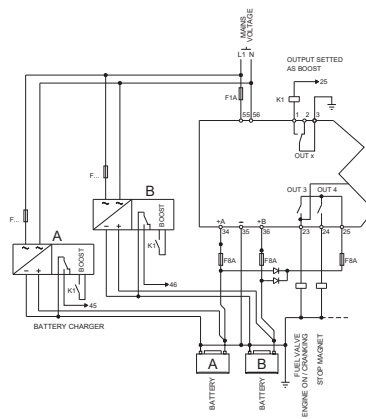 MAINS
VOLTAGE
L1 N
OUTPUT SETTED
AS BOOST
25
K1
F1A
55 56
1 2 3
OUT x
F...
F...
B
BOOST
K1
46
A
BOOST
K1
45
BATTERY CHARGER
OUT 3 OUT 4
+A - +B
34 35 36 23 24 25
F8A F8A F8A
A B
BATTERY
BATTERY
FUEL VALVE
ENGINE ON / CRANKING
STOP MAGNET